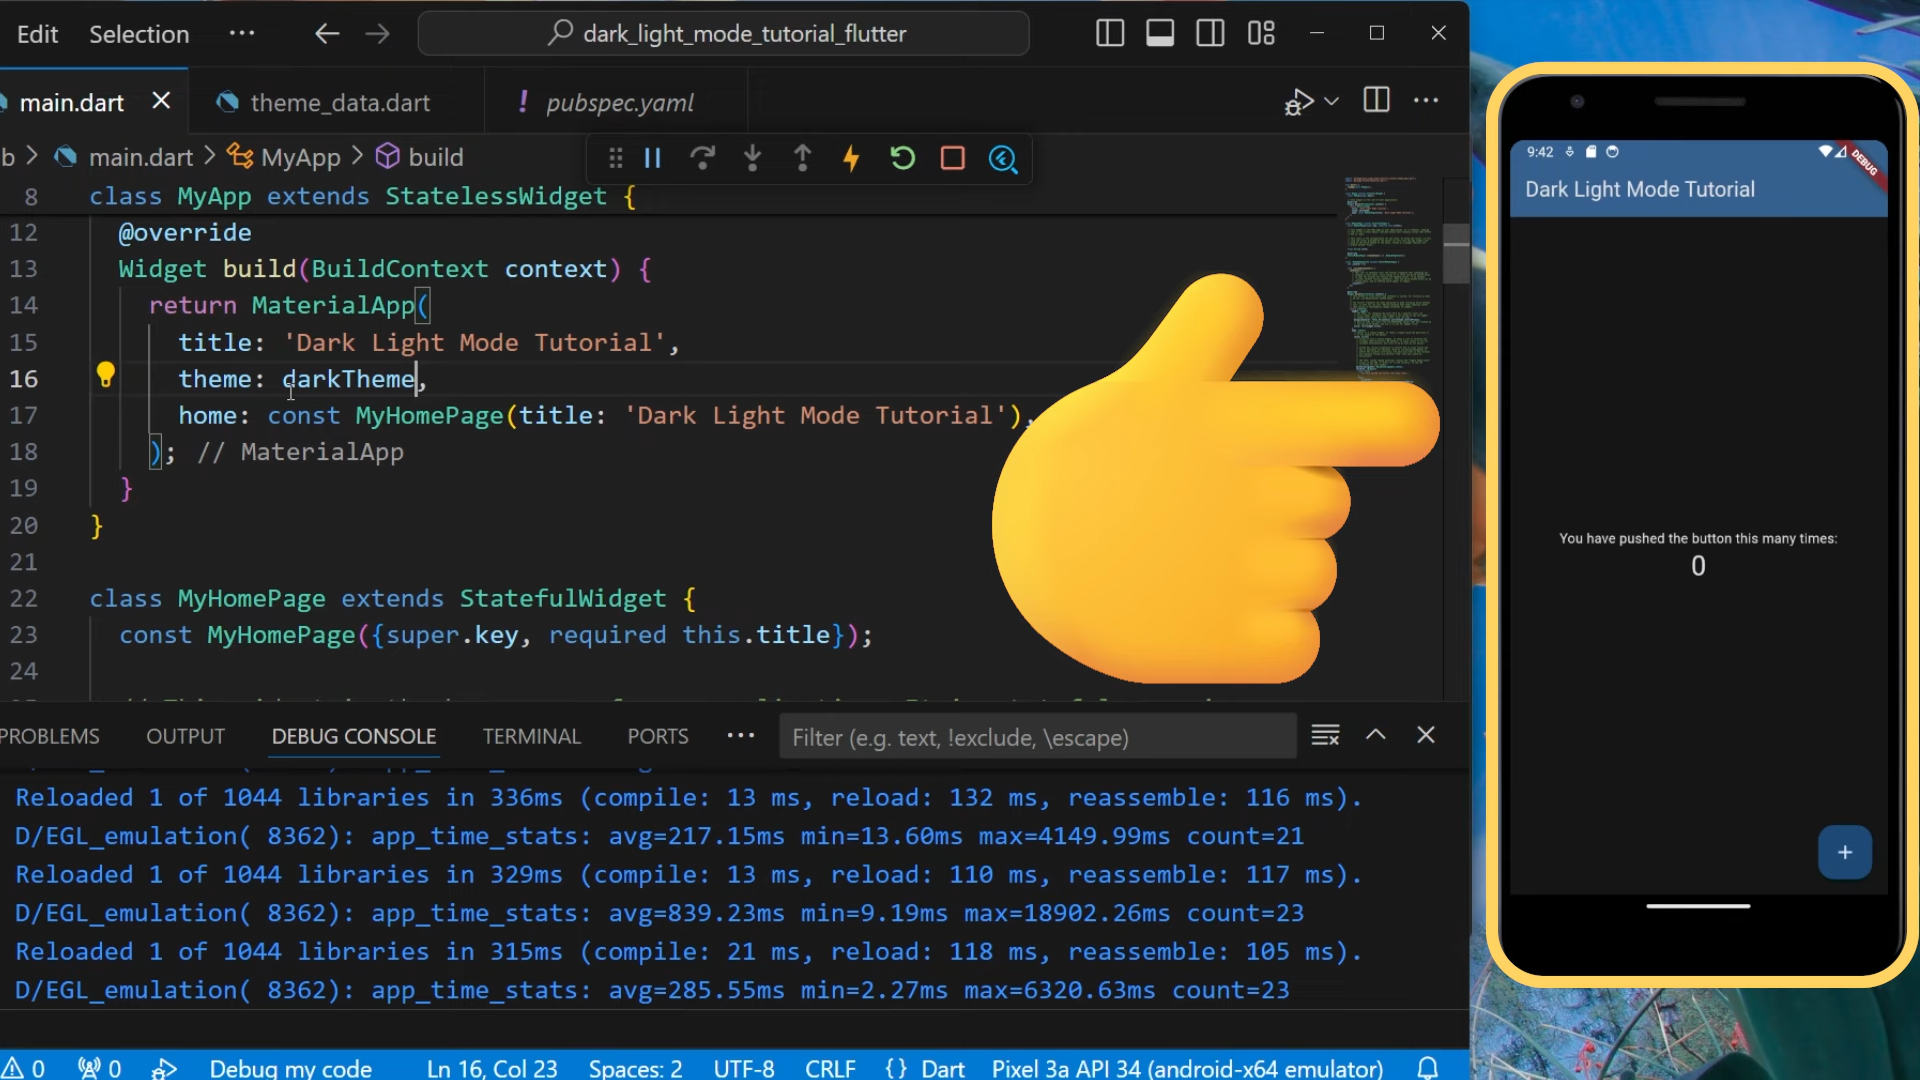 Edit Selection ··· dark_light_mode_tutorial_flutter
main.dart theme_data.dart ! pubspec.yaml
b > main.dart > MyApp > build
8 class MyApp extends StatelessWidget {
12 @override
13 Widget build(BuildContext context) {
14 return MaterialApp(
15 title: 'Dark Light Mode Tutorial',
16 theme: darkTheme,
17 home: const MyHomePage(title: 'Dark Light Mode Tutorial'),
18 ); // MaterialApp
19 }
20 }
21
22 class MyHomePage extends StatefulWidget {
23 const MyHomePage({super.key, required this.title});
24
PROBLEMS OUTPUT DEBUG CONSOLE TERMINAL PORTS ··· Filter (e.g. text, !exclude, \escape)
Reloaded 1 of 1044 libraries in 336ms (compile: 13 ms, reload: 132 ms, reassemble: 116 ms).
D/EGL_emulation( 8362): app_time_stats: avg=217.15ms min=13.60ms max=4149.99ms count=21
Reloaded 1 of 1044 libraries in 329ms (compile: 13 ms, reload: 110 ms, reassemble: 117 ms).
D/EGL_emulation( 8362): app_time_stats: avg=839.23ms min=9.19ms max=18902.26ms count=23
Reloaded 1 of 1044 libraries in 315ms (compile: 21 ms, reload: 118 ms, reassemble: 105 ms).
D/EGL_emulation( 8362): app_time_stats: avg=285.55ms min=2.27ms max=6320.63ms count=23
0 0 Debug my code Ln 16, Col 23 Spaces: 2 UTF-8 CRLF {} Dart Pixel 3a API 34 (android-x64 emulator)
9:42
DEBUG
Dark Light Mode Tutorial
You have pushed the button this many times:
0
+